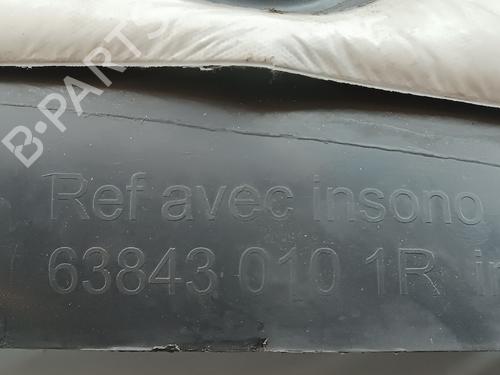 B-PARTS
Ref avec insono
63843 010 1R